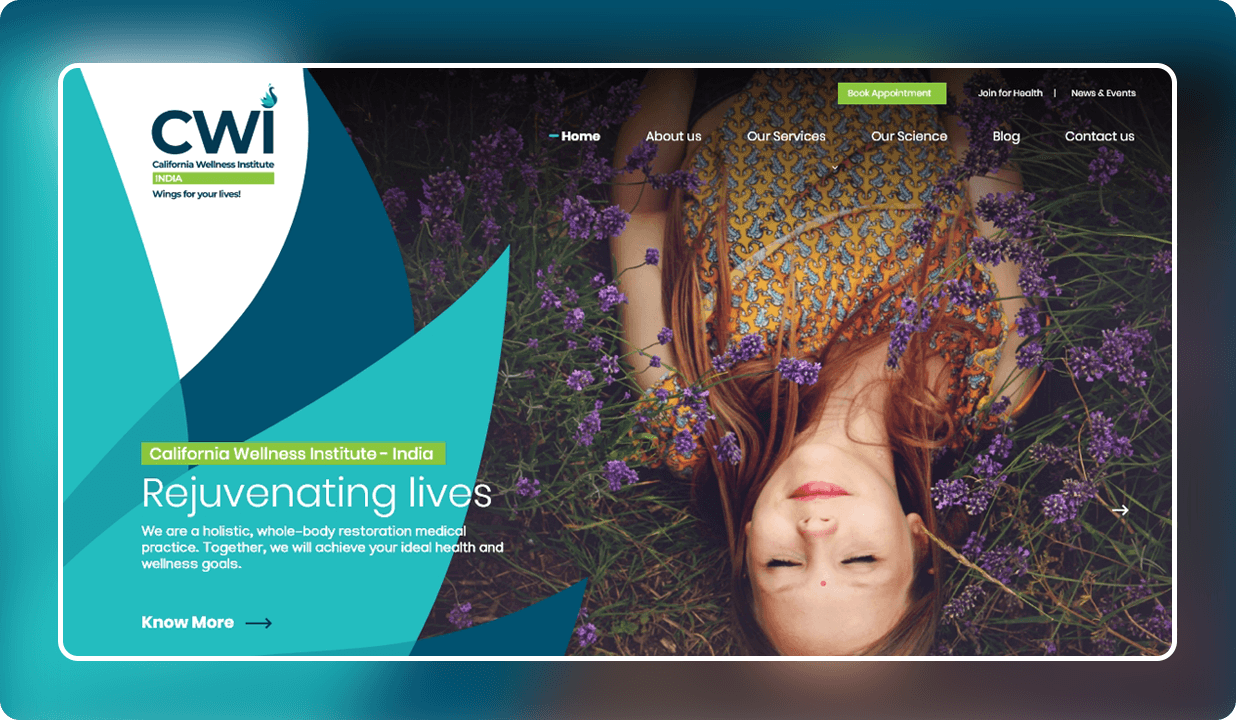 CWI
California Wellness Institute
INDIA
Wings for your lives!
Book Appointment
Join for Health | News & Events
Home About us Our Services Our Science Blog Contact us
California Wellness Institute - India
Rejuvenating lives
We are a holistic, whole-body restoration medical
practice. Together, we will achieve your ideal health and
wellness goals.
Know More